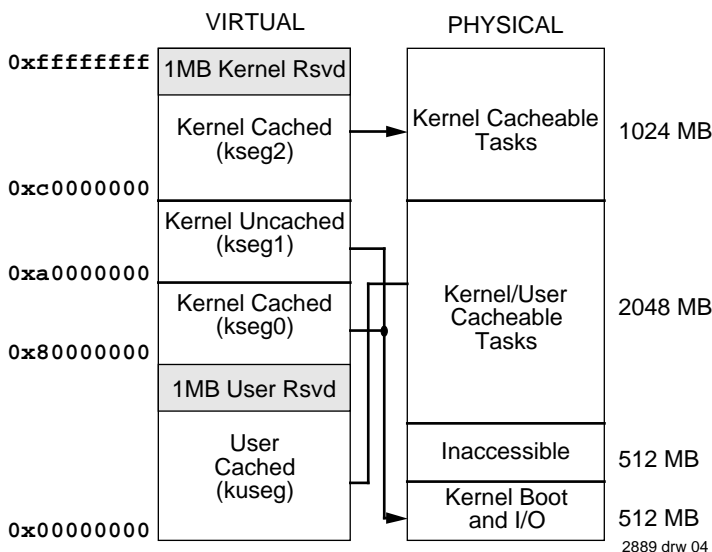 VIRTUAL
PHYSICAL
0xffffffff
1MB Kernel Rsvd
Kernel Cached
(kseg2)
Kernel Cacheable
Tasks
1024 MB
0xc0000000
Kernel Uncached
(kseg1)
0xa0000000
Kernel Cached
(kseg0)
Kernel/User
Cacheable
Tasks
2048 MB
0x80000000
1MB User Rsvd
User
Cached
(kuseg)
Inaccessible
512 MB
Kernel Boot
and I/O
512 MB
0x00000000
2889 drw 04